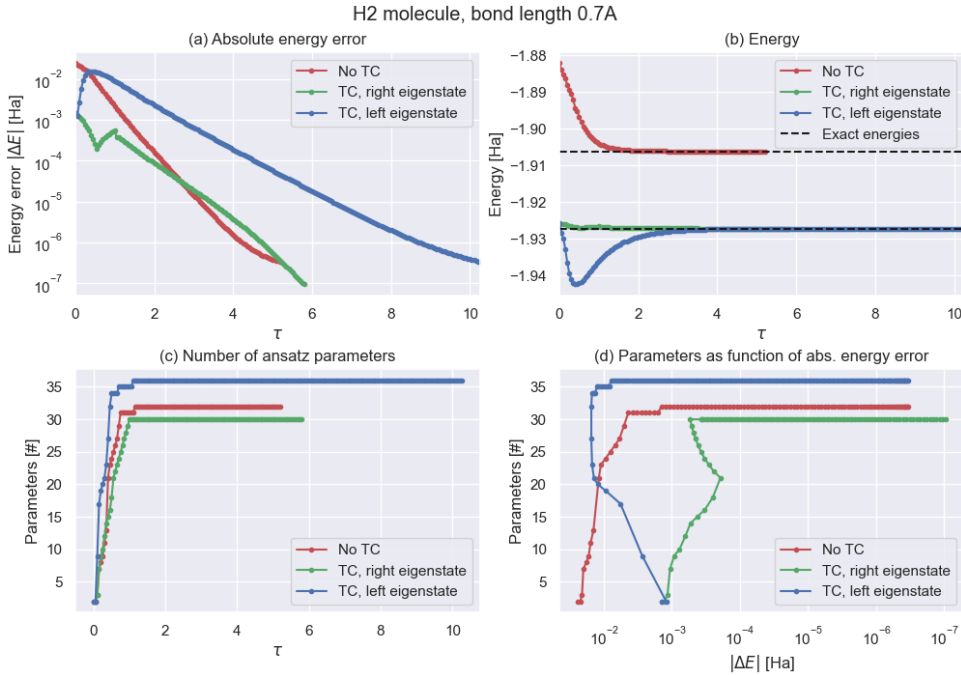 H2 molecule, bond length 0.7A
(a) Absolute energy error
Energy error |ΔE| [Ha]
10⁻²
10⁻³
10⁻⁴
10⁻⁵
10⁻⁶
10⁻⁷
No TC
TC, right eigenstate
TC, left eigenstate
0 2 4 6 8 10
τ
(b) Energy
Energy [Ha]
−1.88
−1.89
−1.90
−1.91
−1.92
−1.93
−1.94
No TC
TC, right eigenstate
TC, left eigenstate
Exact energies
0 2 4 6 8 10
τ
(c) Number of ansatz parameters
Parameters [#]
35
30
25
20
15
10
5
No TC
TC, right eigenstate
TC, left eigenstate
0 2 4 6 8 10
τ
(d) Parameters as function of abs. energy error
Parameters [#]
35
30
25
20
15
10
5
No TC
TC, right eigenstate
TC, left eigenstate
10⁻² 10⁻³ 10⁻⁴ 10⁻⁵ 10⁻⁶ 10⁻⁷
|ΔE| [Ha]